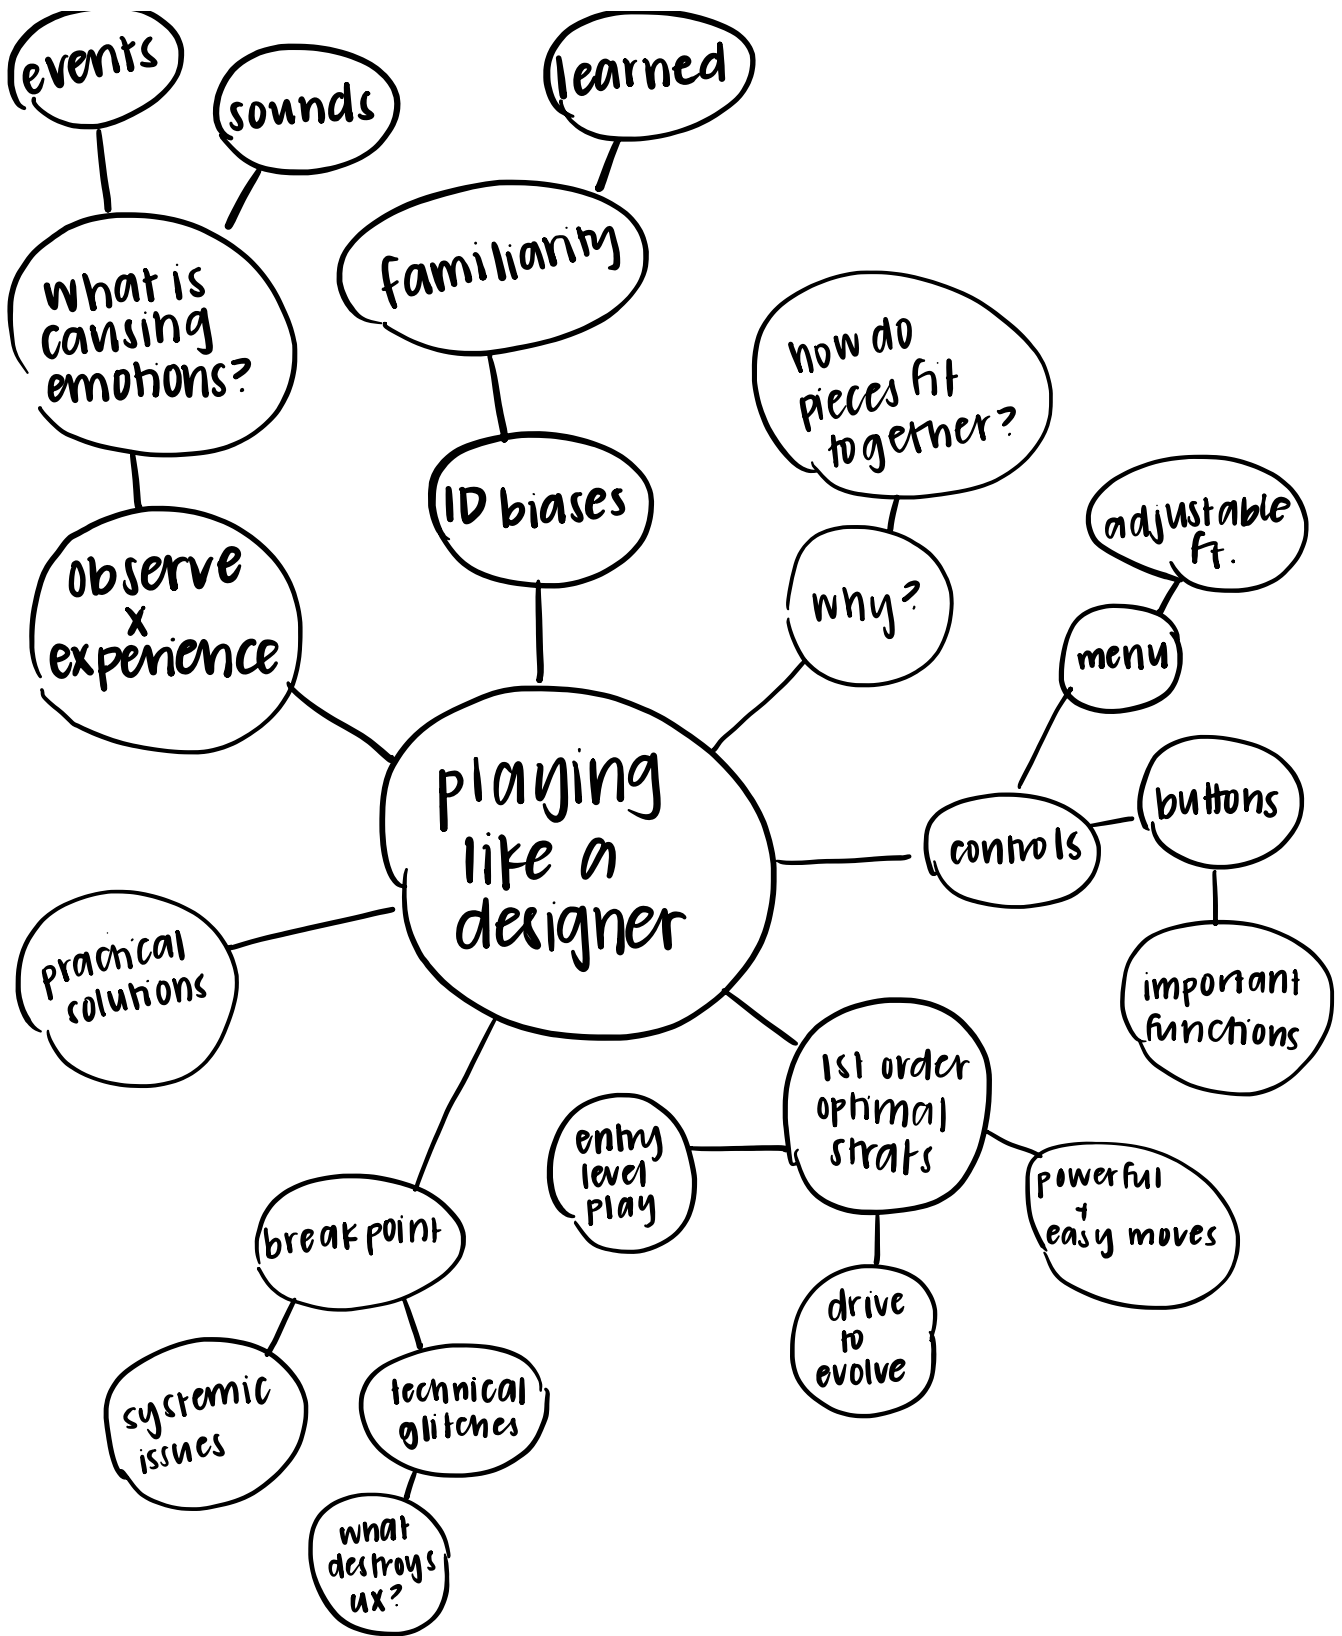 events
sounds
learned
what is
causing
emotions?
familiarity
how do
pieces fit
together?
observe
x
experience
ID biases
why?
adjustable
ft.
menu
playing
like a
designer
controls
buttons
important
functions
practical
solutions
1st order
optimal
strats
entry
level
play
powerful
+
easy moves
drive
to
evolve
breakpoint
systemic
issues
technical
glitches
what
destroys
ux?